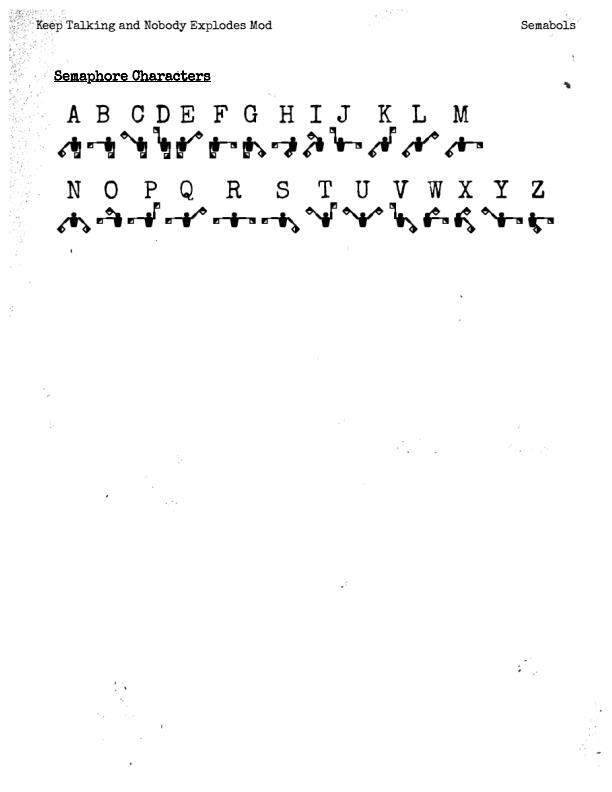 Keep Talking and Nobody Explodes Mod Semabols
Semaphore Characters
A B C D E F G H I J K L M
N O P Q R S T U V W X Y Z